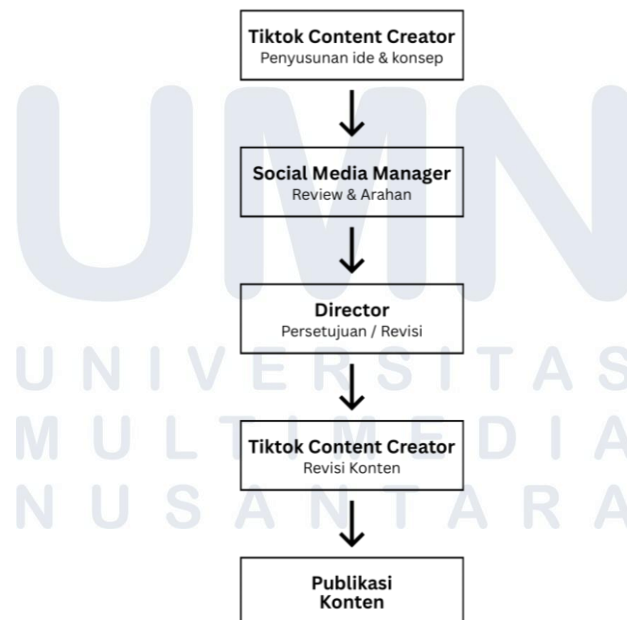 Tiktok Content Creator
Penyusunan ide & konsep
Social Media Manager
Review & Arahan
Director
Persetujuan / Revisi
Tiktok Content Creator
Revisi Konten
Publikasi
Konten
UMN
UNIVERSITAS
MULTIMEDIA
NUSANTARA